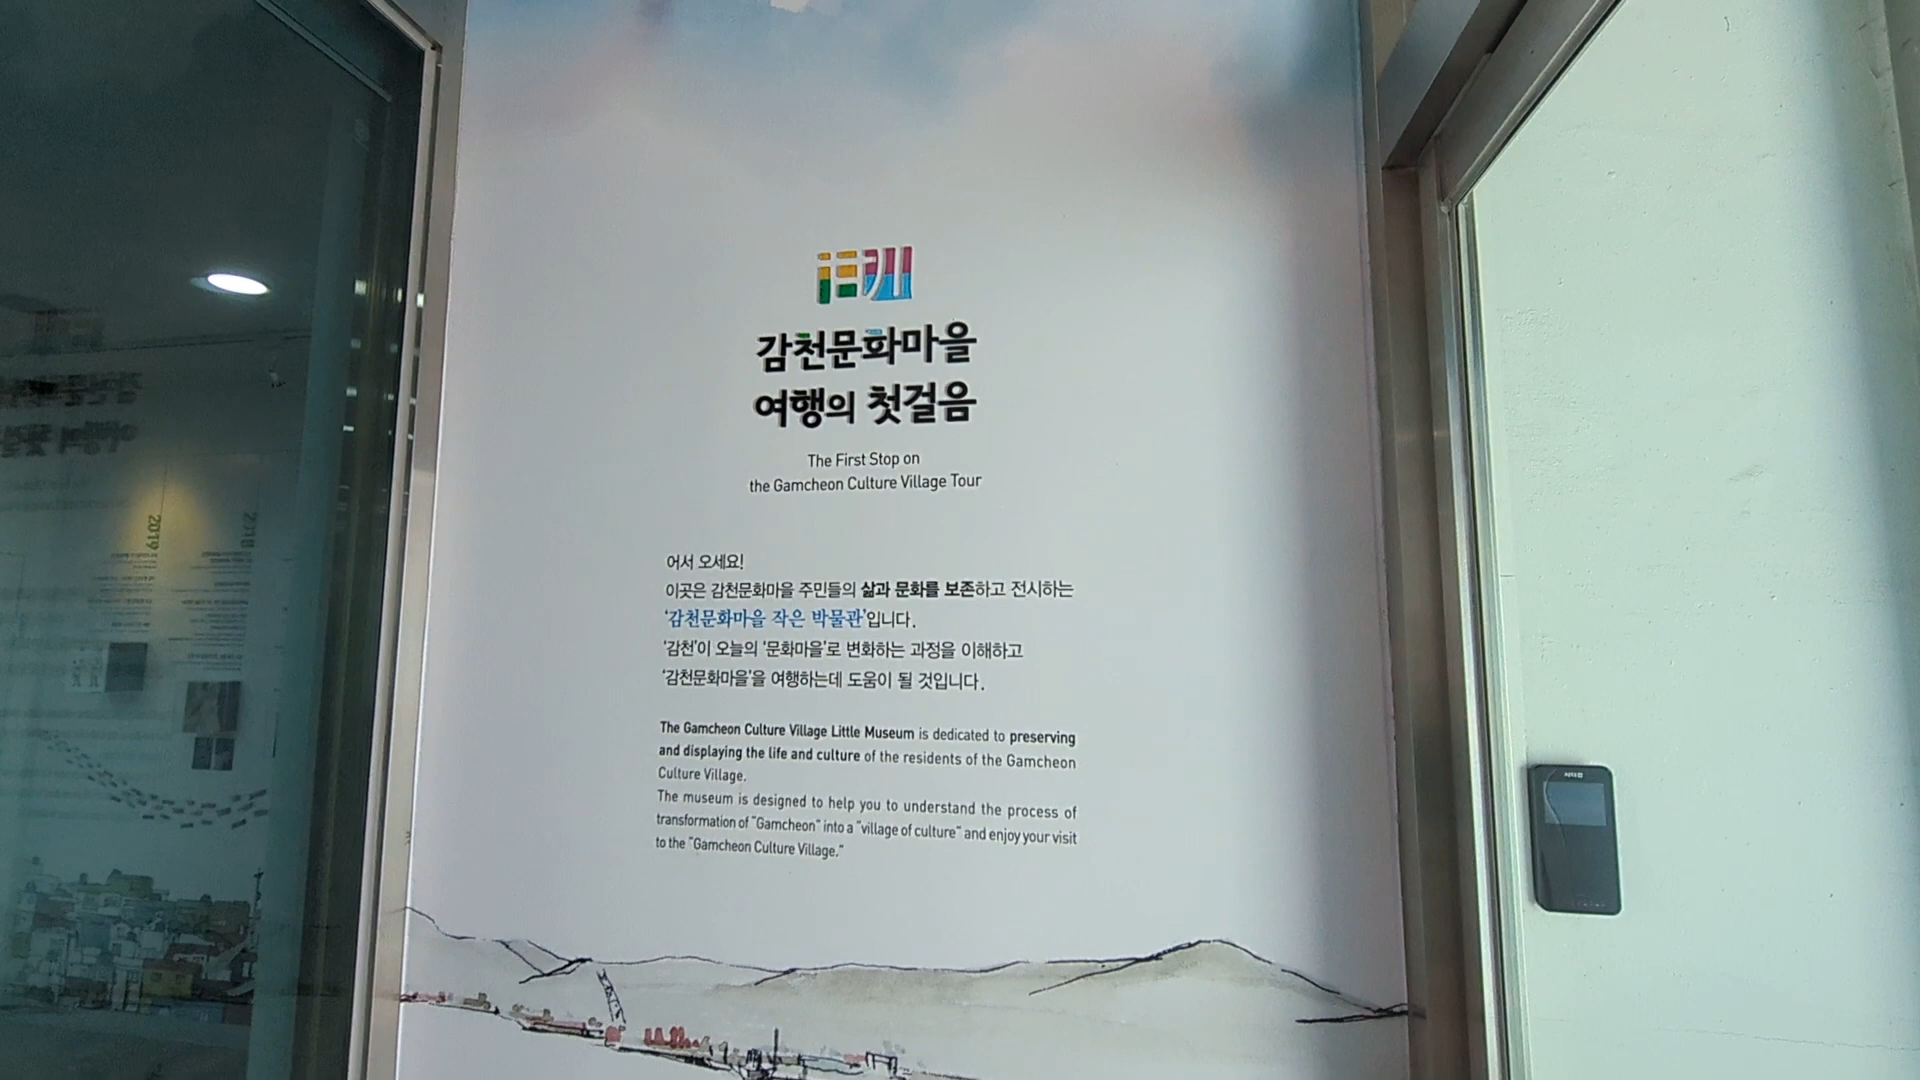 감천문화마을
여행의 첫걸음
The First Stop on
the Gamcheon Culture Village Tour
어서 오세요!
이곳은 감천문화마을 주민들의 삶과 문화를 보존하고 전시하는
‘감천문화마을 작은 박물관’입니다.
‘감천’이 오늘의 ‘문화마을’로 변화하는 과정을 이해하고
‘감천문화마을’을 여행하는데 도움이 될 것입니다.
The Gamcheon Culture Village Little Museum is dedicated to preserving
and displaying the life and culture of the residents of the Gamcheon
Culture Village.
The museum is designed to help you to understand the process of
transformation of "Gamcheon" into a "village of culture" and enjoy your visit
to the "Gamcheon Culture Village."
2019